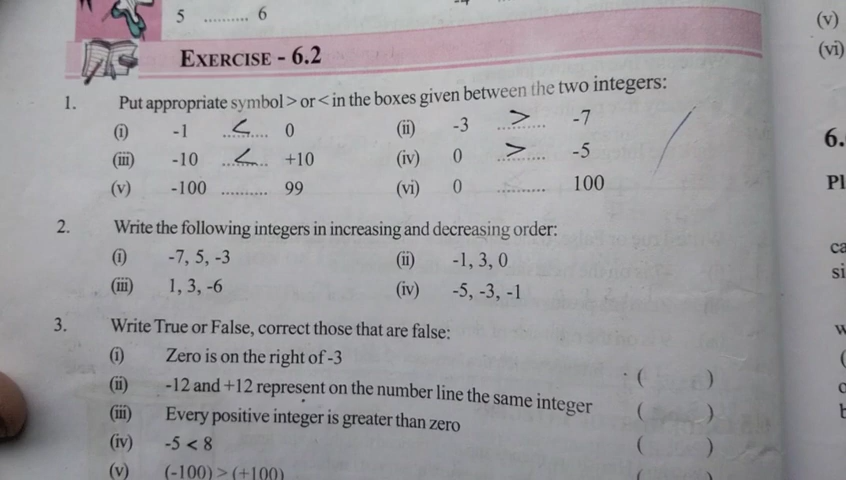 5 .......... 6
EXERCISE - 6.2
1. Put appropriate symbol > or < in the boxes given between the two integers:
(i) -1 ....<.... 0 (ii) -3 ....>.... -7
(iii) -10 ....<.... +10 (iv) 0 ....>.... -5
(v) -100 .......... 99 (vi) 0 .......... 100
2. Write the following integers in increasing and decreasing order:
(i) -7, 5, -3 (ii) -1, 3, 0
(iii) 1, 3, -6 (iv) -5, -3, -1
3. Write True or False, correct those that are false:
(i) Zero is on the right of -3 ( )
(ii) -12 and +12 represent on the number line the same integer ( )
(iii) Every positive integer is greater than zero ( )
(iv) -5 < 8 ( )
(v) (-100) > (+100)
(v)
(vi)
6.
Pl
ca
si